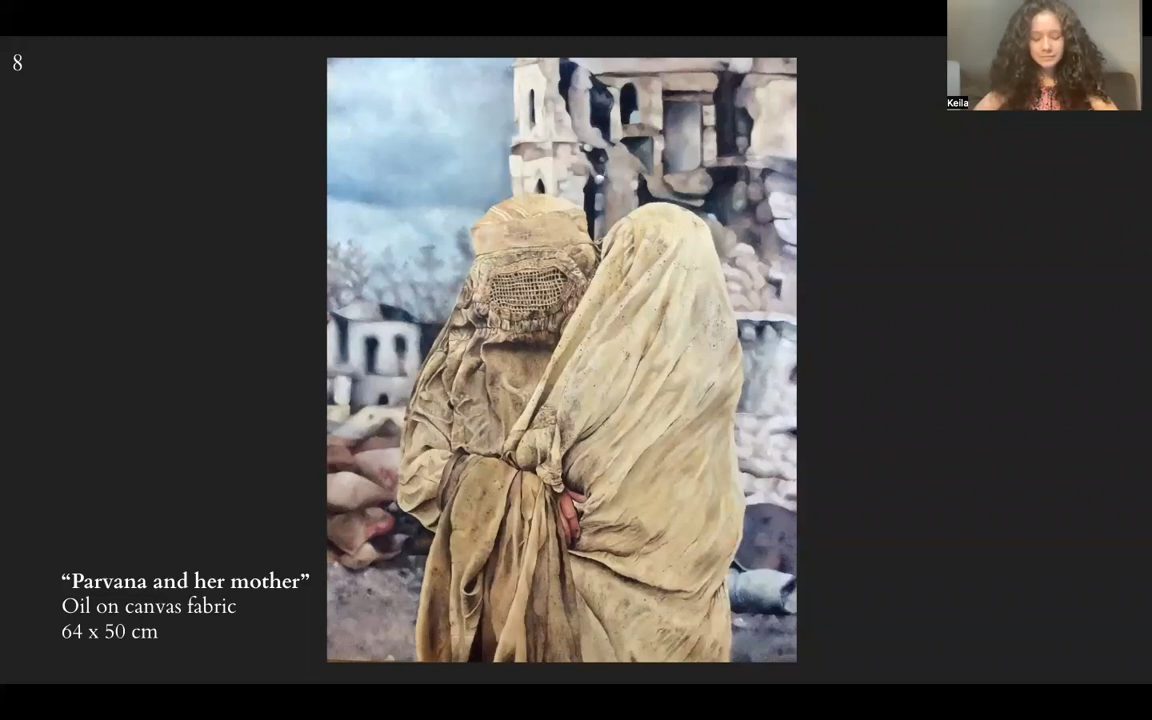 8
Keila
“Parvana and her mother”
Oil on canvas fabric
64 x 50 cm